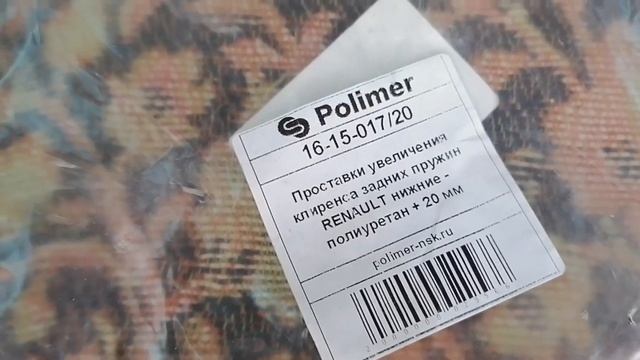 Polimer
16-15-017/20
Проставки увеличения
клиренса задних пружин
RENAULT нижние -
полиуретан + 20 мм
polimer-nsk.ru